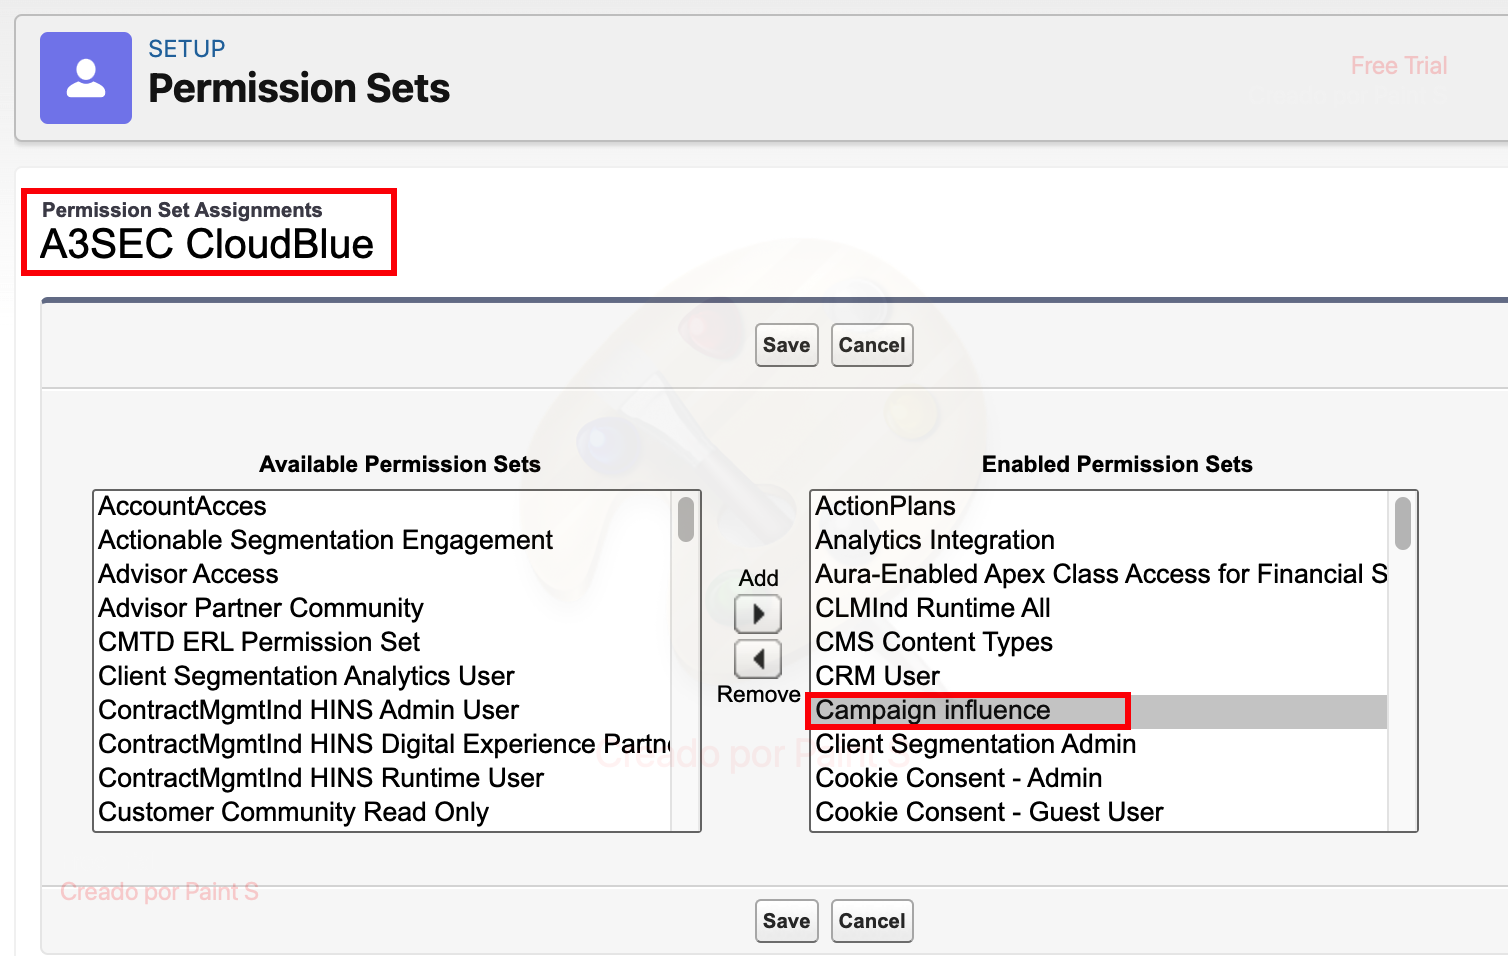 SETUP
Permission Sets
Free Trial
Permission Set Assignments
A3SEC CloudBlue
Save Cancel
Available Permission Sets
AccountAcces
Actionable Segmentation Engagement
Advisor Access
Advisor Partner Community
CMTD ERL Permission Set
Client Segmentation Analytics User
ContractMgmtInd HINS Admin User
ContractMgmtInd HINS Digital Experience Partne
ContractMgmtInd HINS Runtime User
Customer Community Read Only
Add
Remove
Enabled Permission Sets
ActionPlans
Analytics Integration
Aura-Enabled Apex Class Access for Financial S
CLMInd Runtime All
CMS Content Types
CRM User
Campaign influence
Client Segmentation Admin
Cookie Consent - Admin
Cookie Consent - Guest User
Creado por Paint S
Creado por Paint S
Save Cancel